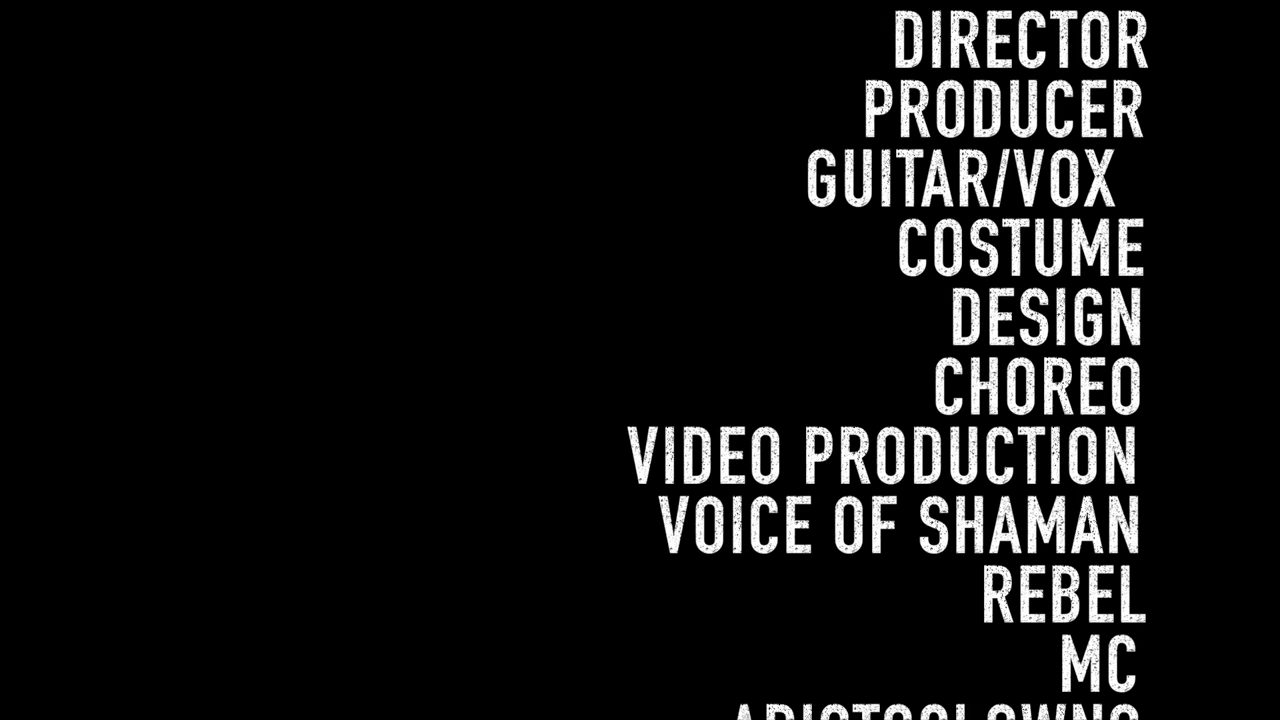 DIRECTOR
PRODUCER
GUITAR/VOX
COSTUME
DESIGN
CHOREO
VIDEO PRODUCTION
VOICE OF SHAMAN
REBEL
MC